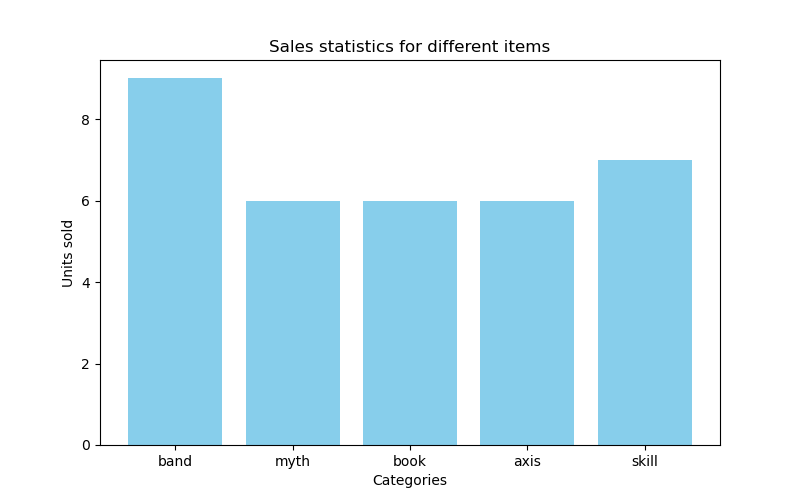 Sales statistics for different items
8
6
4
2
0
Units sold
band myth book axis skill
Categories